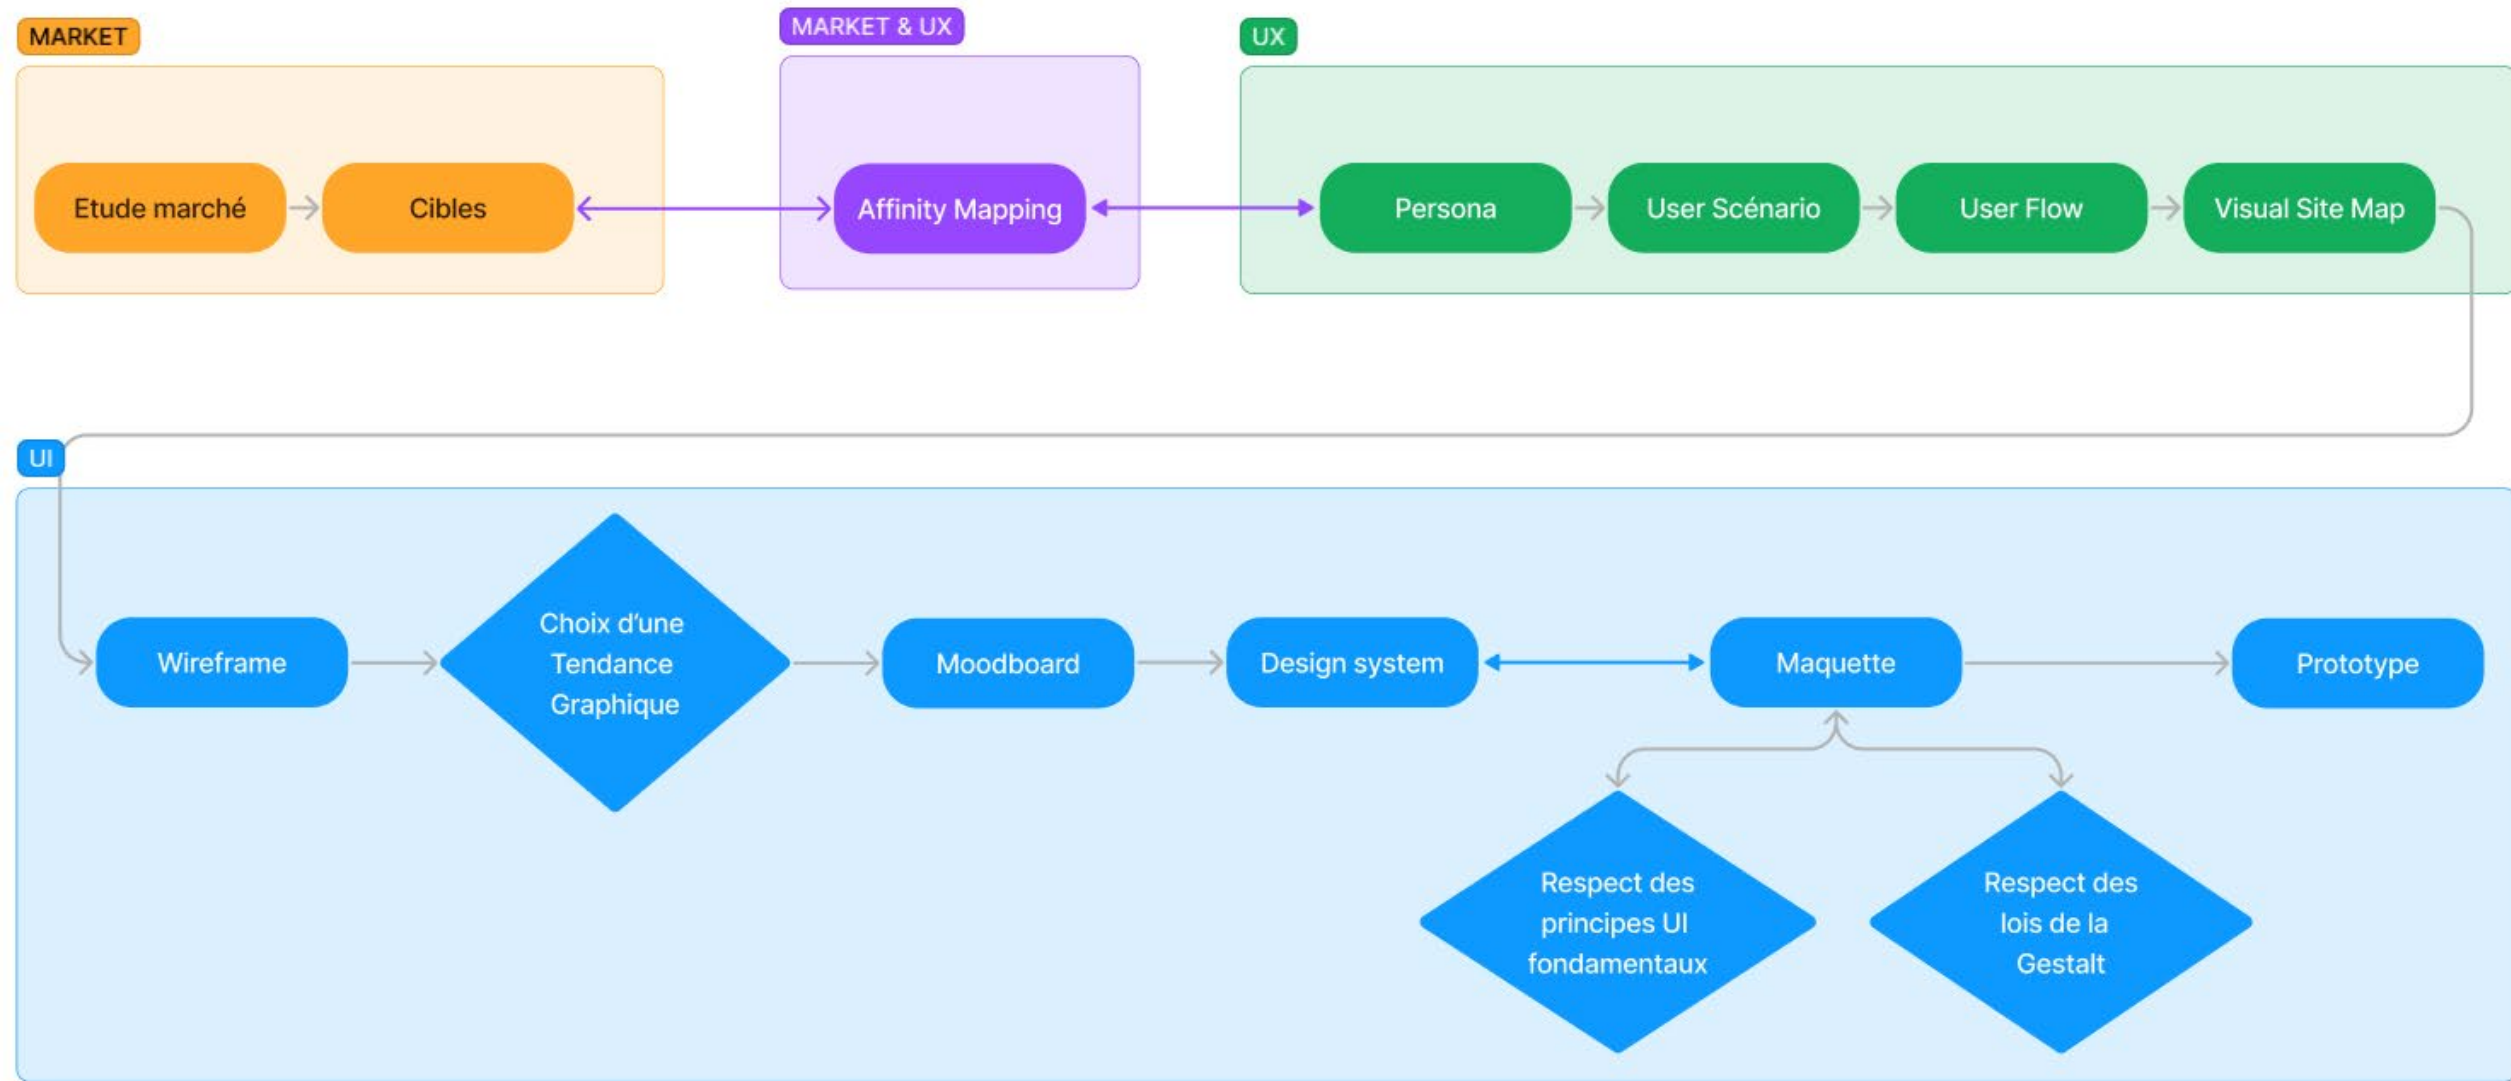 MARKET
MARKET & UX
UX
Etude marché
Cibles
Affinity Mapping
Persona
User Scénario
User Flow
Visual Site Map
UI
Wireframe
Choix d’une
Tendance
Graphique
Moodboard
Design system
Maquette
Prototype
Respect des
principes UI
fondamentaux
Respect des
lois de la
Gestalt